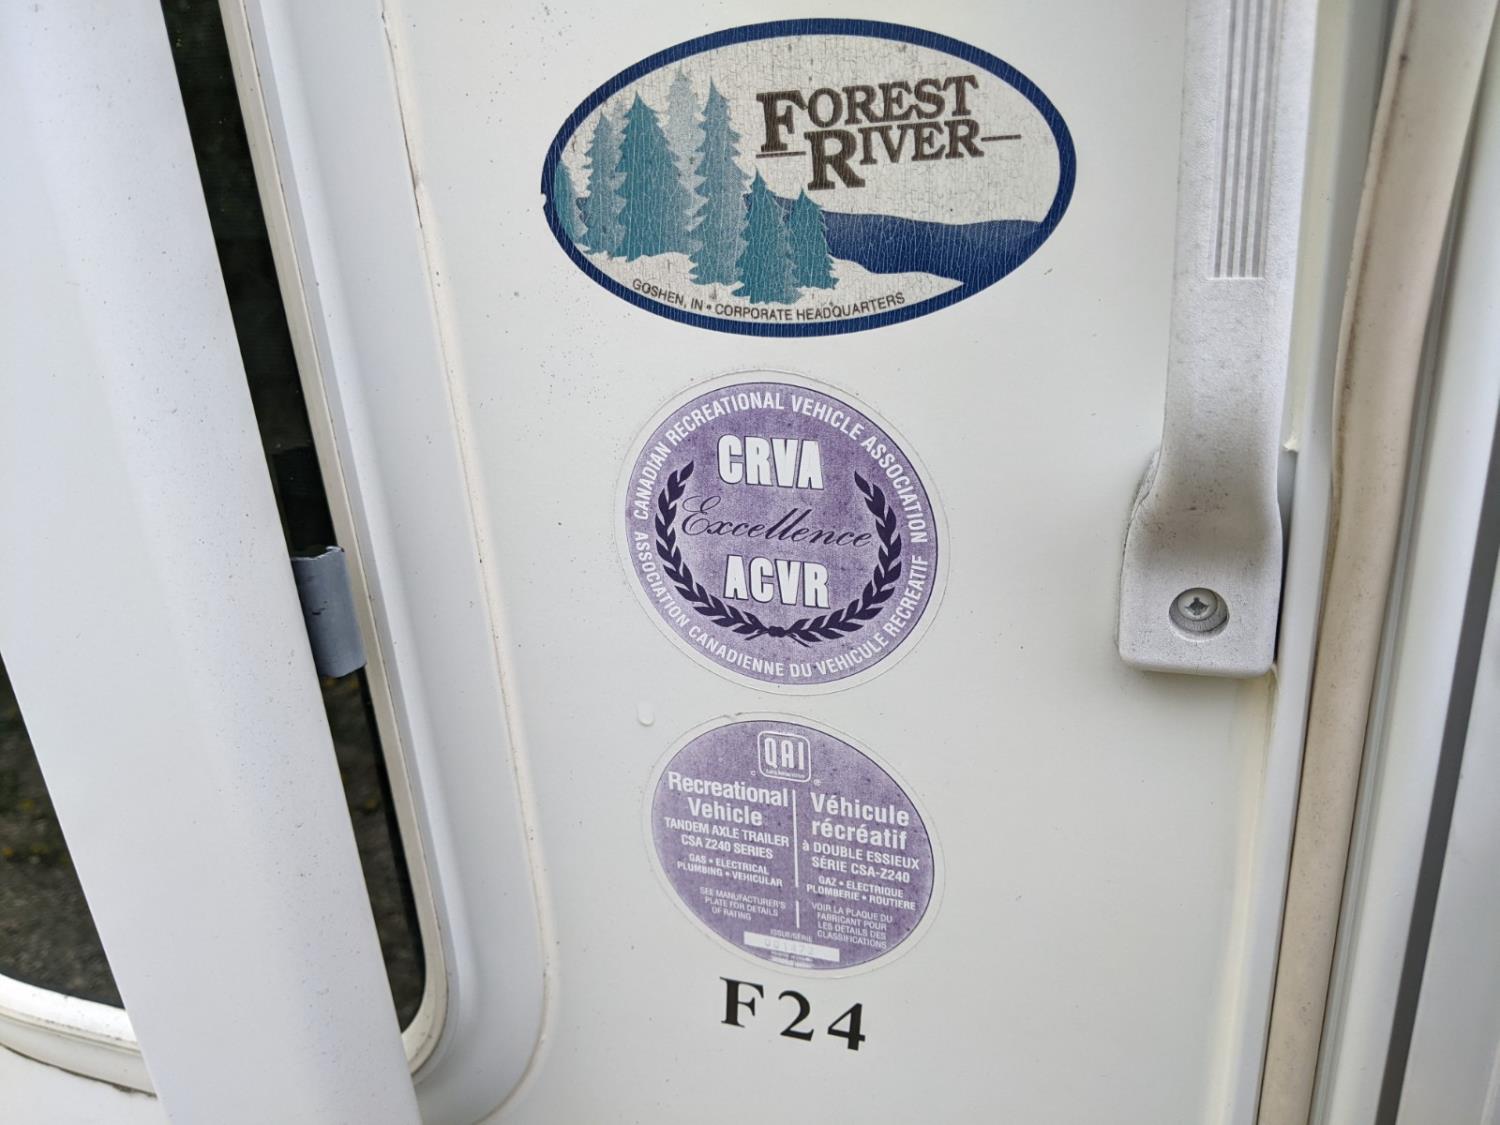 FOREST
RIVER
GOSHEN, IN • CORPORATE HEADQUARTERS
CANADIAN RECREATIONAL VEHICLE ASSOCIATION
CRVA
Excellence
ACVR
ASSOCIATION CANADIENNE DU VEHICULE RECREATIF
QAI
©
®
Recreational
Vehicle
TANDEM AXLE TRAILER
CSA Z240 SERIES
GAS • ELECTRICAL
PLUMBING • VEHICULAR
SEE MANUFACTURER'S
PLATE FOR DETAILS
OF RATING
Véhicule
récréatif
à DOUBLE ESSIEUX
SÉRIE CSA-Z240
GAZ • ELECTRIQUE
PLOMBERIE • ROUTIERE
VOIR LA PLAQUE DU
FABRICANT POUR
LES DÉTAILS DES
CLASSIFICATIONS
ISSUE/SÉRIE
F24